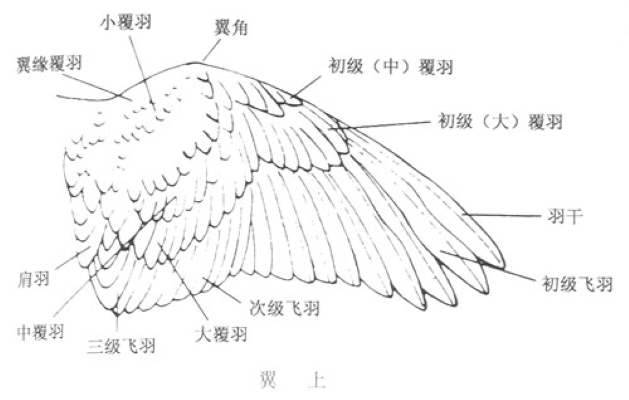 小覆羽
翼角
翼缘覆羽
初级（中）覆羽
初级（大）覆羽
羽干
肩羽
初级飞羽
次级飞羽
中覆羽
大覆羽
三级飞羽
翼 上